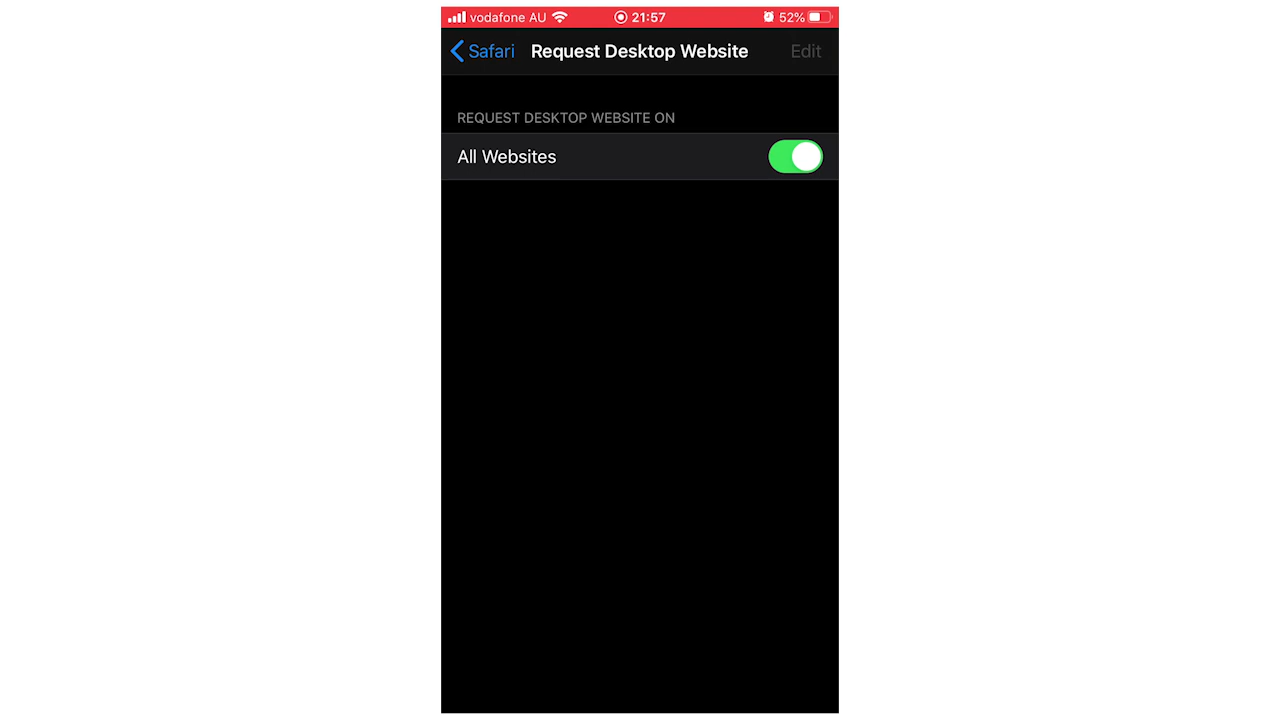 vodafone AU 21:57 52%
Safari Request Desktop Website Edit
REQUEST DESKTOP WEBSITE ON
All Websites